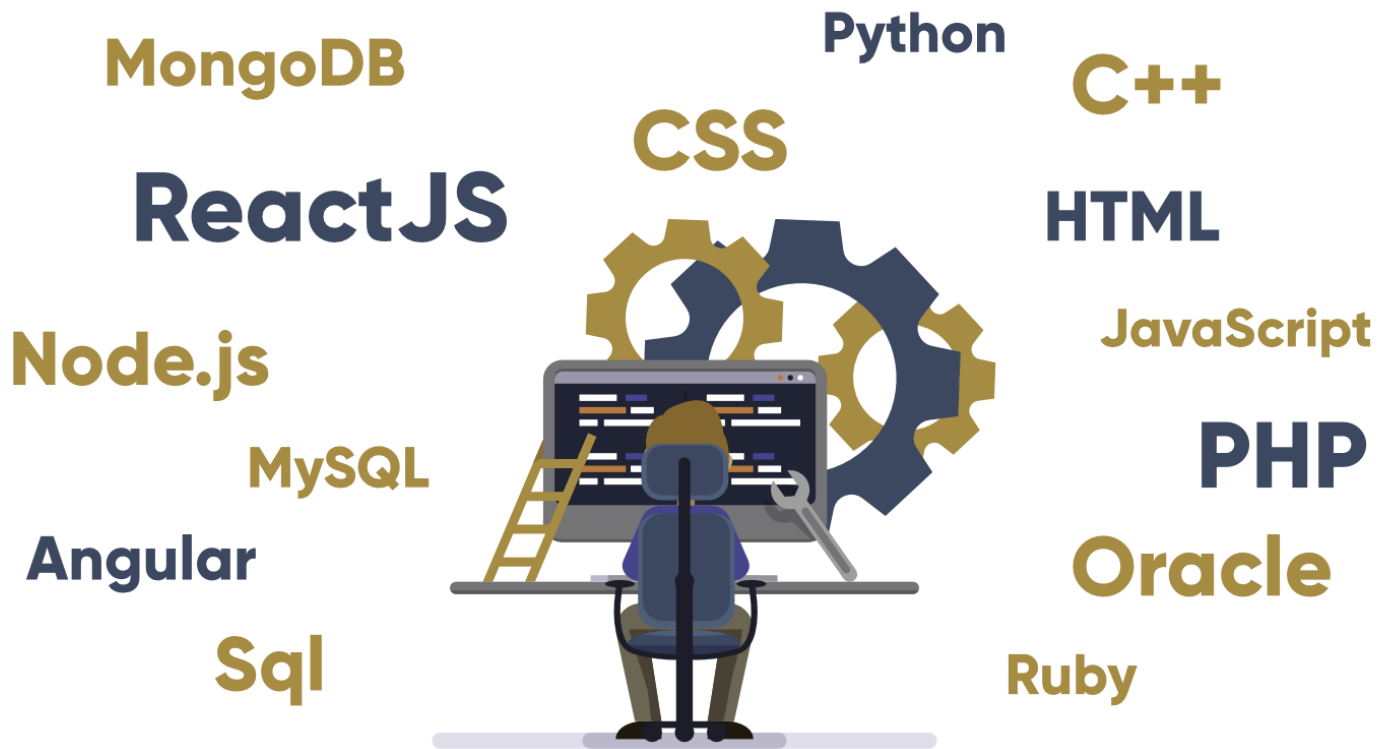 Python
MongoDB
C++
CSS
ReactJS
HTML
JavaScript
Node.js
PHP
MySQL
Angular
Oracle
Sql
Ruby